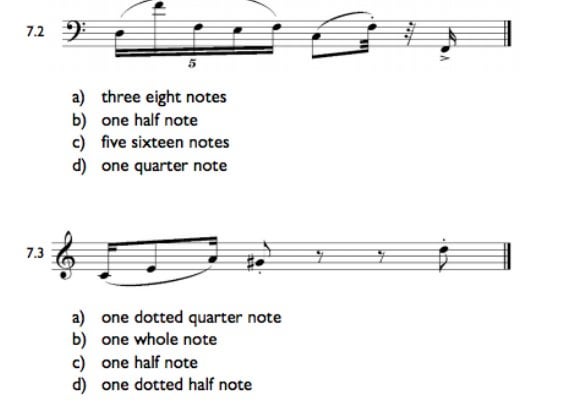 7.2
5
a) three eight notes
b) one half note
c) five sixteen notes
d) one quarter note
7.3
a) one dotted quarter note
b) one whole note
c) one half note
d) one dotted half note